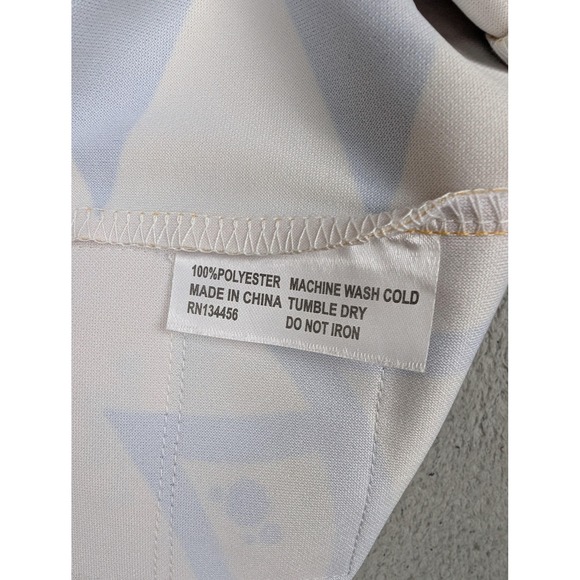 100%POLYESTER MACHINE WASH COLD
MADE IN CHINA TUMBLE DRY
RN134456 DO NOT IRON